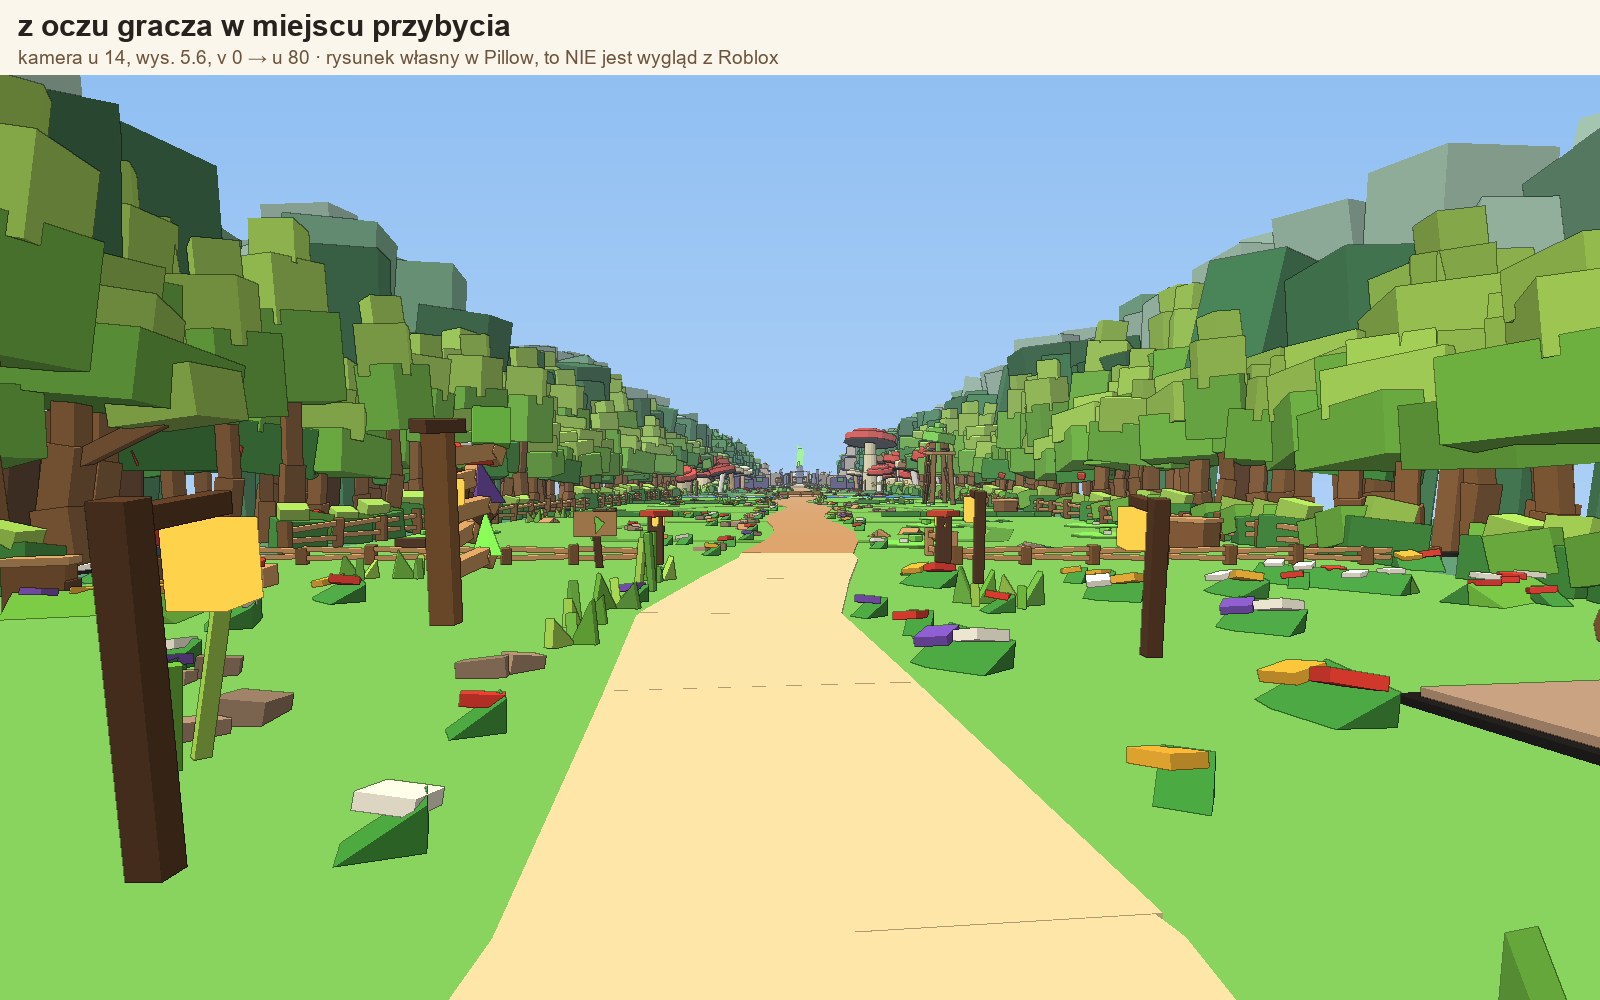 z oczu gracza w miejscu przybycia
kamera u 14, wys. 5.6, v 0 → u 80 · rysunek własny w Pillow, to NIE jest wygląd z Roblox